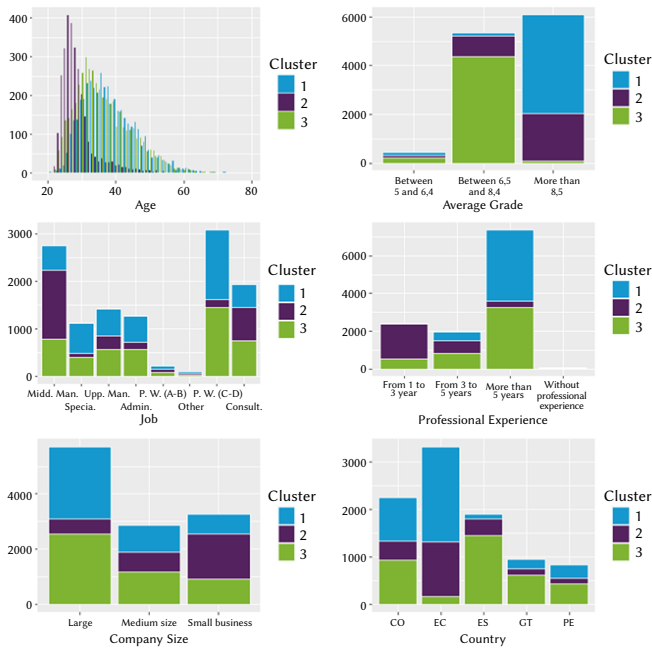 400
300
200
100
0
20 40 60 80
Age
Cluster
1
2
3
6000
4000
2000
0
Between
5 and 6,4
Between 6,5
and 8,4
More than
8,5
Average Grade
Cluster
1
2
3
3000
2000
1000
0
Midd. Man. Upp. Man. P. W. (A-B) P. W. (C-D)
Specia. Admin. Other Consult.
Job
Cluster
1
2
3
6000
4000
2000
0
From 1 to
3 year
From 3 to
5 years
More than
5 years
Without
professional
experience
Professional Experience
Cluster
1
2
3
4000
2000
0
Large Medium size Small business
Company Size
Cluster
1
2
3
3000
2000
1000
0
CO EC ES GT PE
Country
Cluster
1
2
3